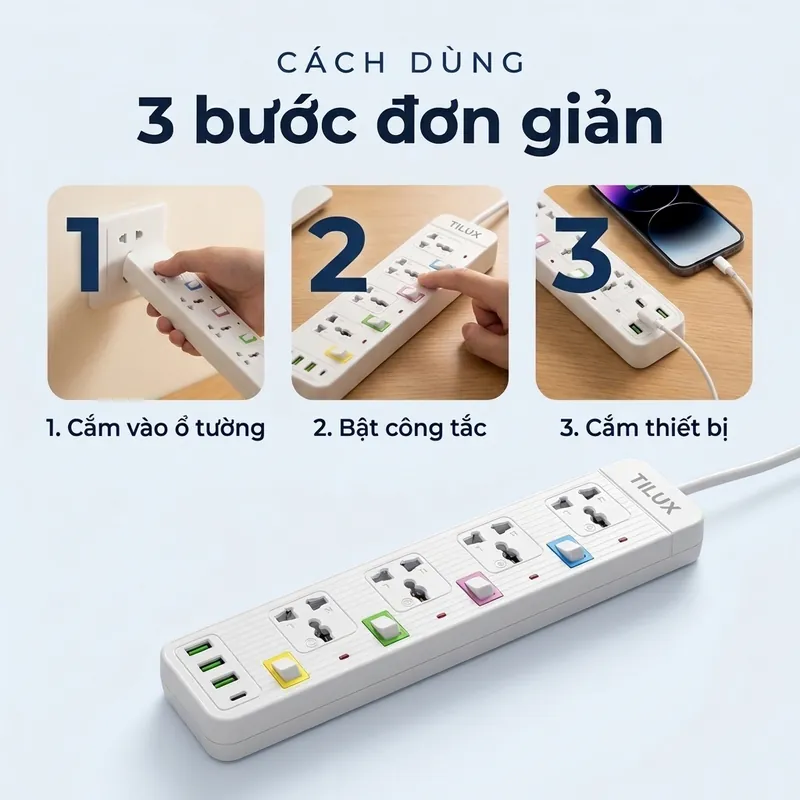 CÁCH DÙNG
3 bước đơn giản
1
2
3
TILUX
1. Cắm vào ổ tường
2. Bật công tắc
3. Cắm thiết bị
TILUX